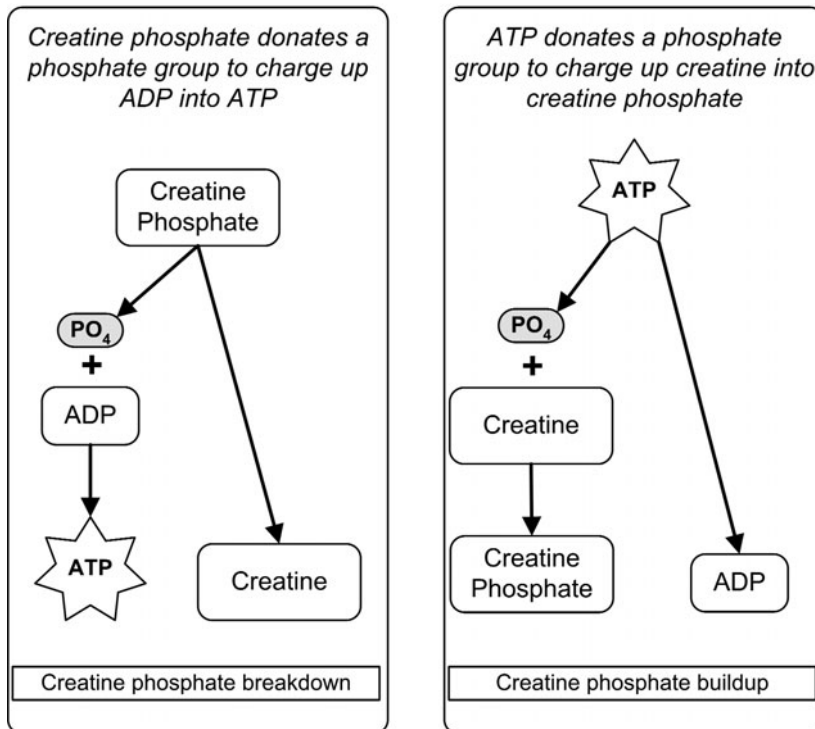 Creatine phosphate donates a
phosphate group to charge up
ADP into ATP
Creatine
Phosphate
PO₄
+
ADP
ATP
Creatine
Creatine phosphate breakdown
ATP donates a phosphate
group to charge up creatine into
creatine phosphate
ATP
PO₄
+
Creatine
Creatine
Phosphate
ADP
Creatine phosphate buildup